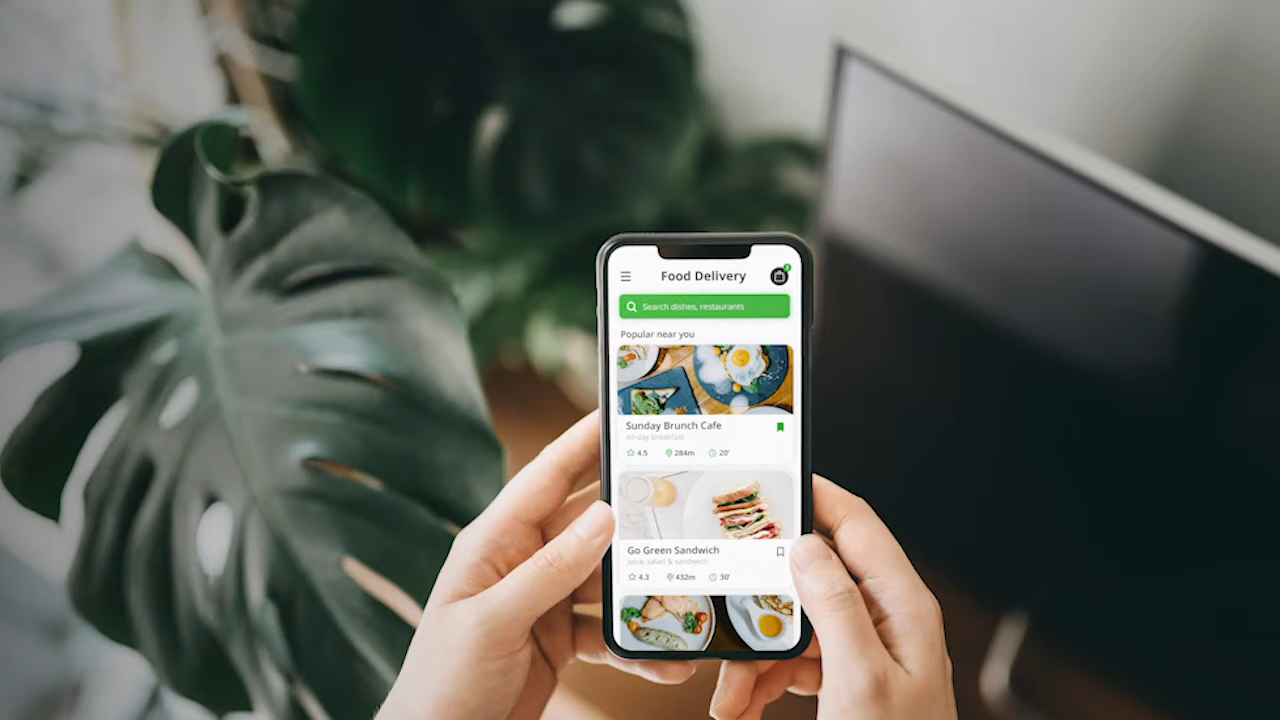 Food Delivery
Search dishes, restaurants
Popular near you
Sunday Brunch Cafe
All-day breakfast
4.5 284m 20'
Go Green Sandwich
Juice, salad & sandwich
4.3 432m 30'